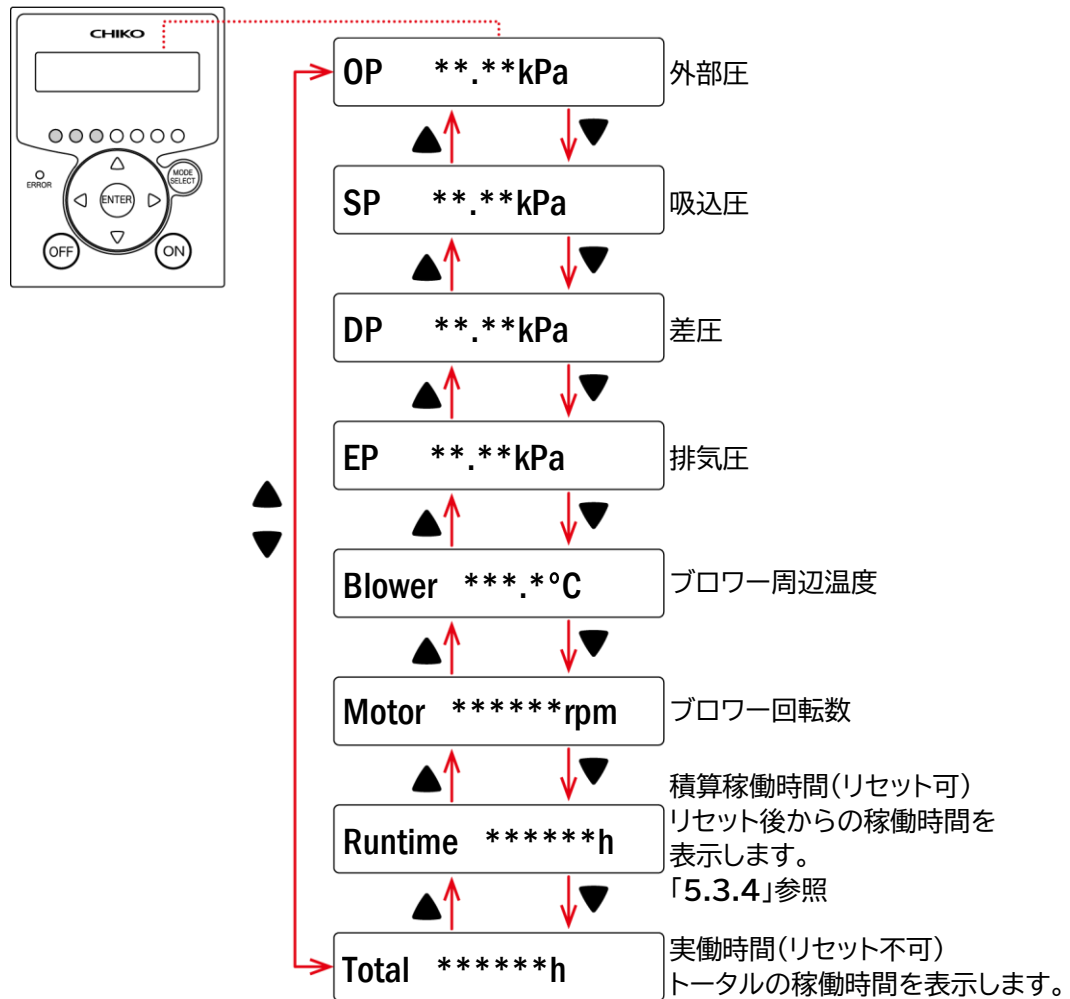 CHIKO
ERROR
MODE
SELECT
ENTER
OFF
ON
OP **.**kPa
外部圧
SP **.**kPa
吸込圧
DP **.**kPa
差圧
EP **.**kPa
排気圧
Blower ***.*°C
ブロワー周辺温度
Motor ******rpm
ブロワー回転数
Runtime ******h
積算稼働時間(リセット可)
リセット後からの稼働時間を
表示します。
「5.3.4」参照
Total ******h
実働時間(リセット不可)
トータルの稼働時間を表示します。